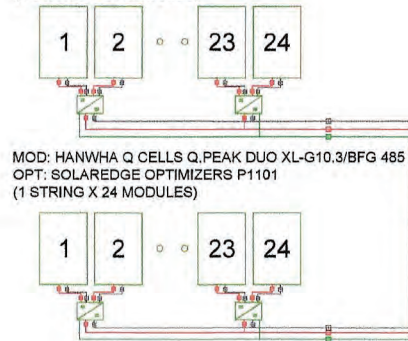 1 2 23 24
MOD: HANWHA Q CELLS Q.PEAK DUO XL-G10.3/BFG 485
OPT: SOLAREDGE OPTIMIZERS P1101
(1 STRING X 24 MODULES)
1 2 23 24